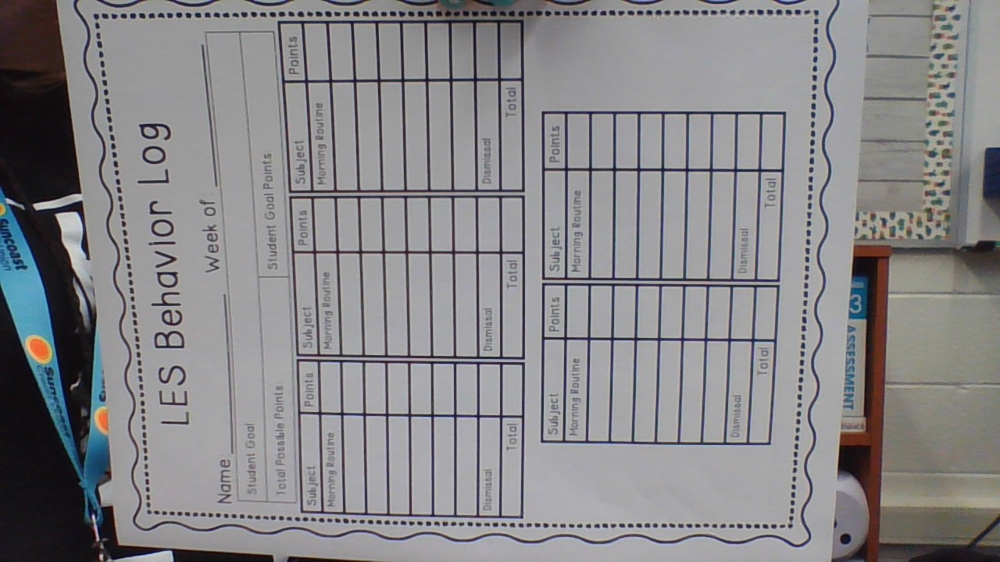 LES Behavior Log
Name Week of:
Student Goal
Total Possible Points: Student Goal Points:
Subject Points Subject Points Subject Points
Morning Routine Morning Routine Morning Routine
Dismissal Dismissal Dismissal
Total Total Total
Subject Points Subject Points
Morning Routine Morning Routine
Dismissal Dismissal
Total Total
suncoast
Suncoast
3
ASSESSMENT